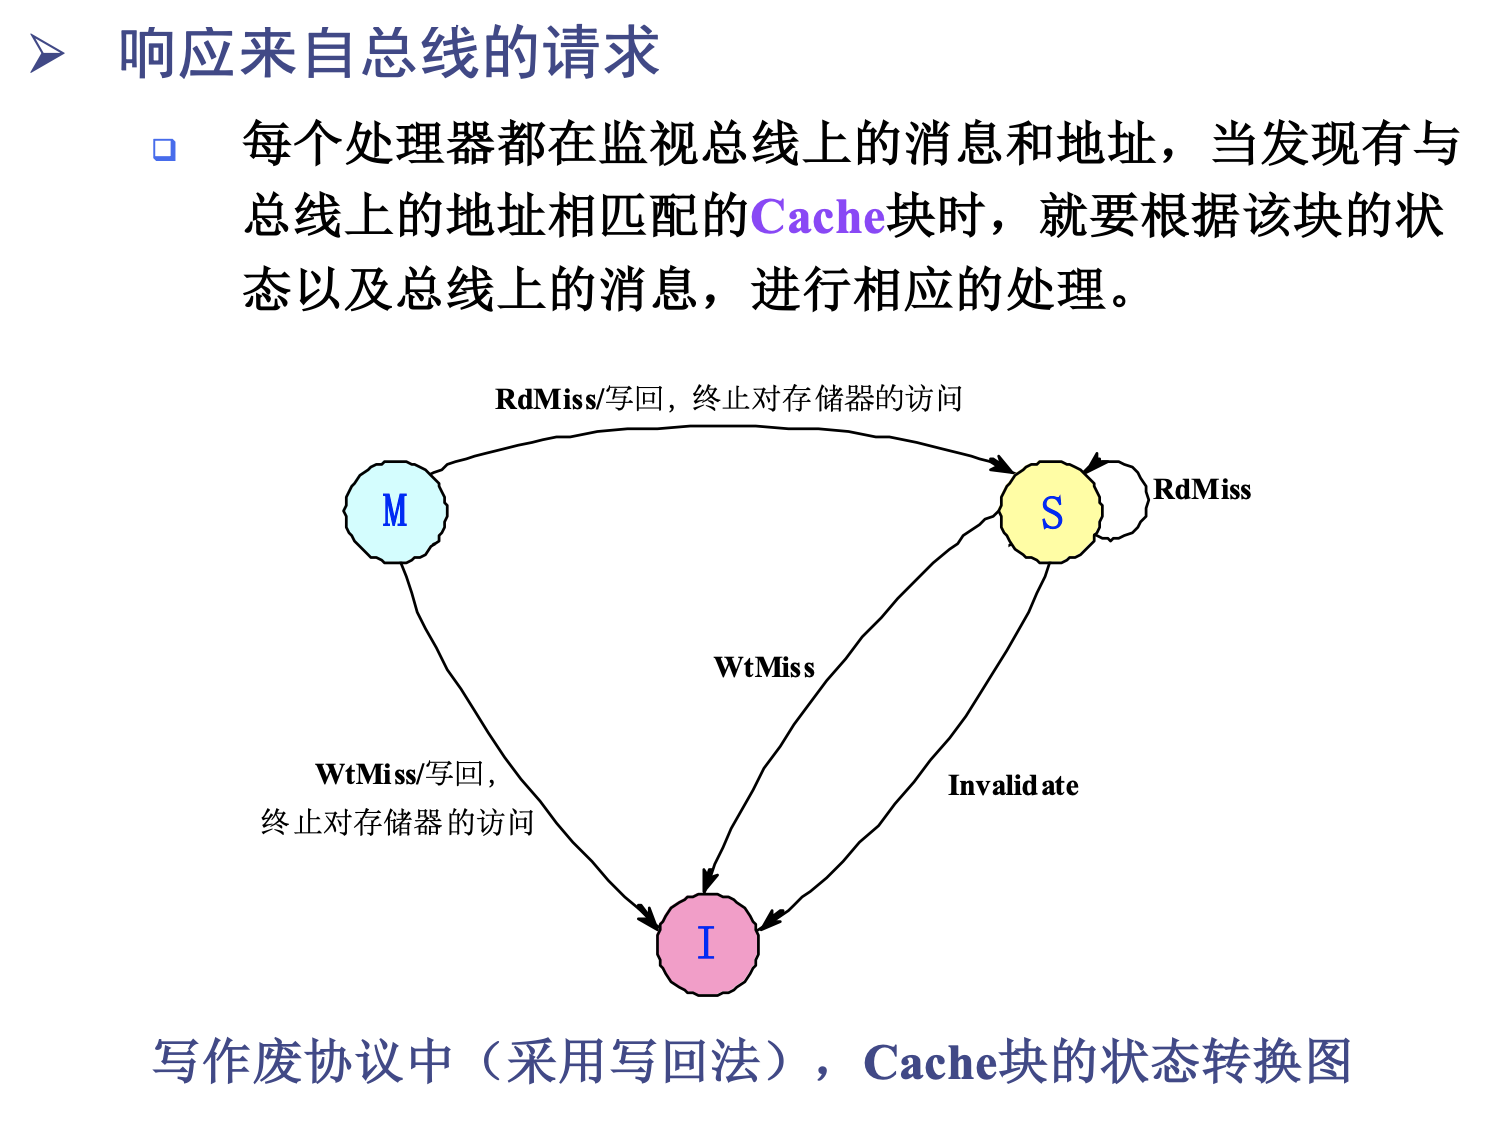 响应来自总线的请求
每个处理器都在监视总线上的消息和地址，当发现有与
总线上的地址相匹配的Cache块时，就要根据该块的状
态以及总线上的消息，进行相应的处理。
RdMiss/写回，终止对存储器的访问
M
S
RdMiss
WtMiss
WtMiss/写回，
终止对存储器的访问
Invalidate
I
写作废协议中（采用写回法），Cache块的状态转换图